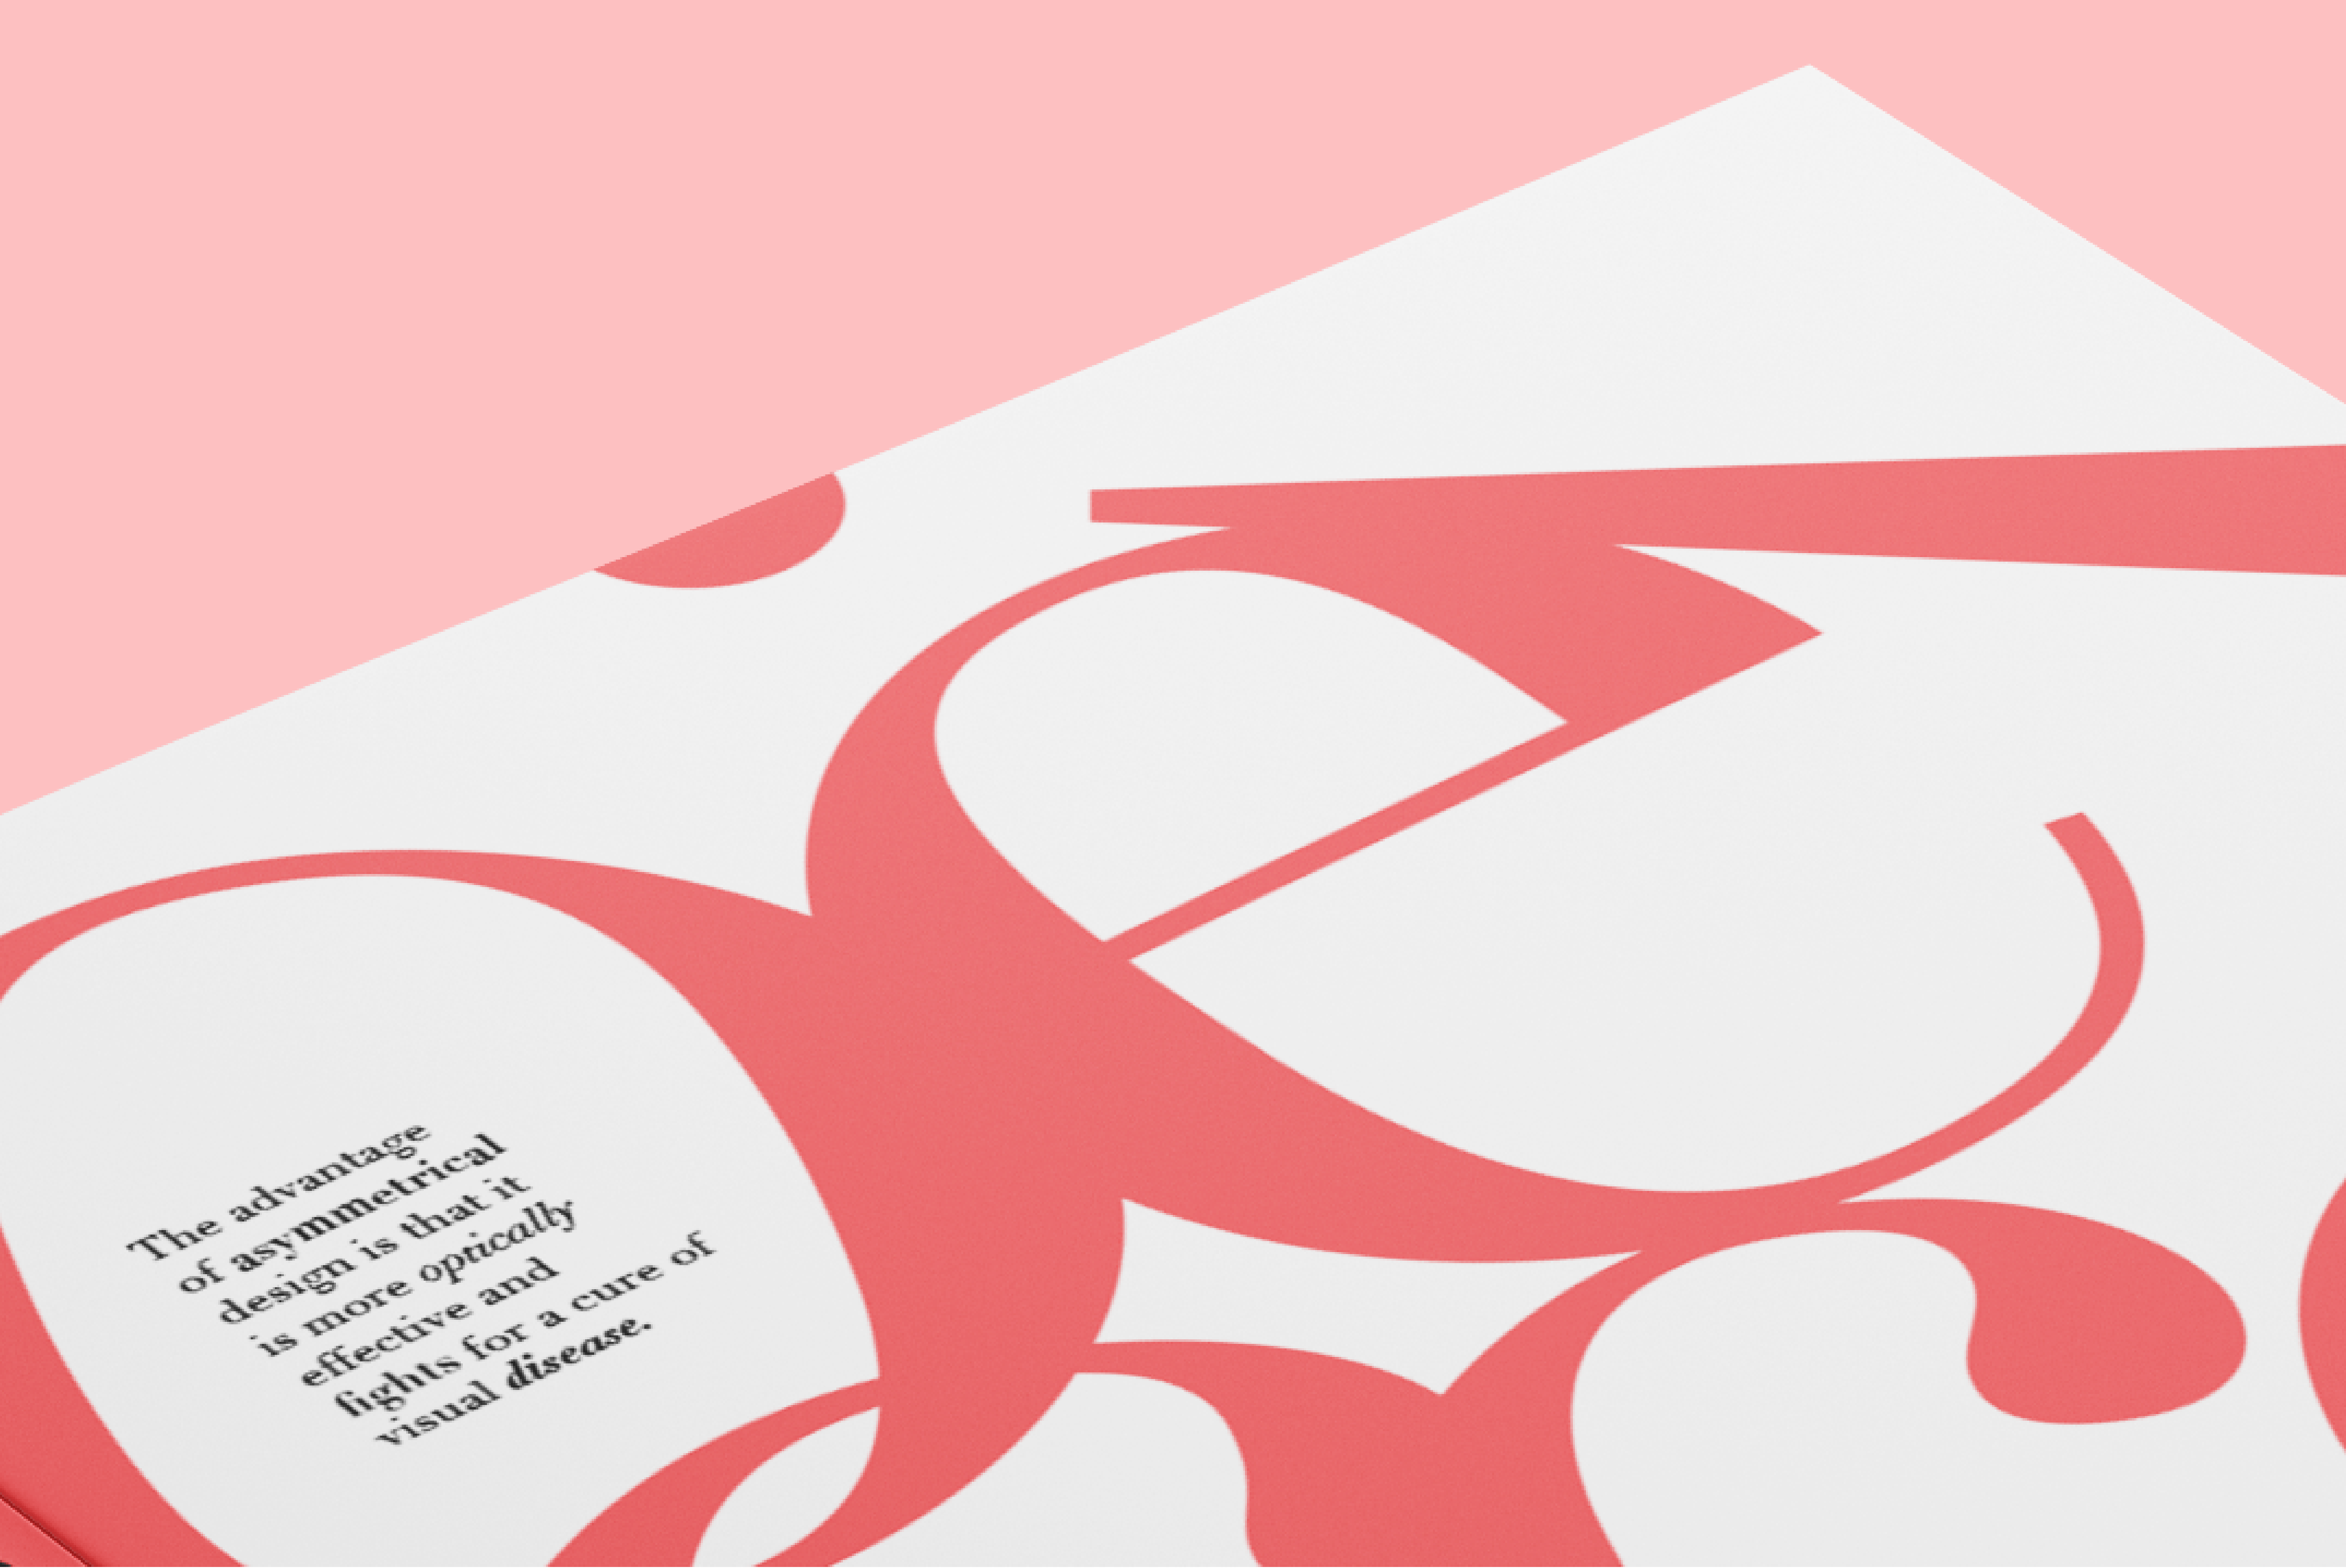 The advantage
of asymmetrical
design is that it
is more optically
effective and
fights for a cure of
visual disease.